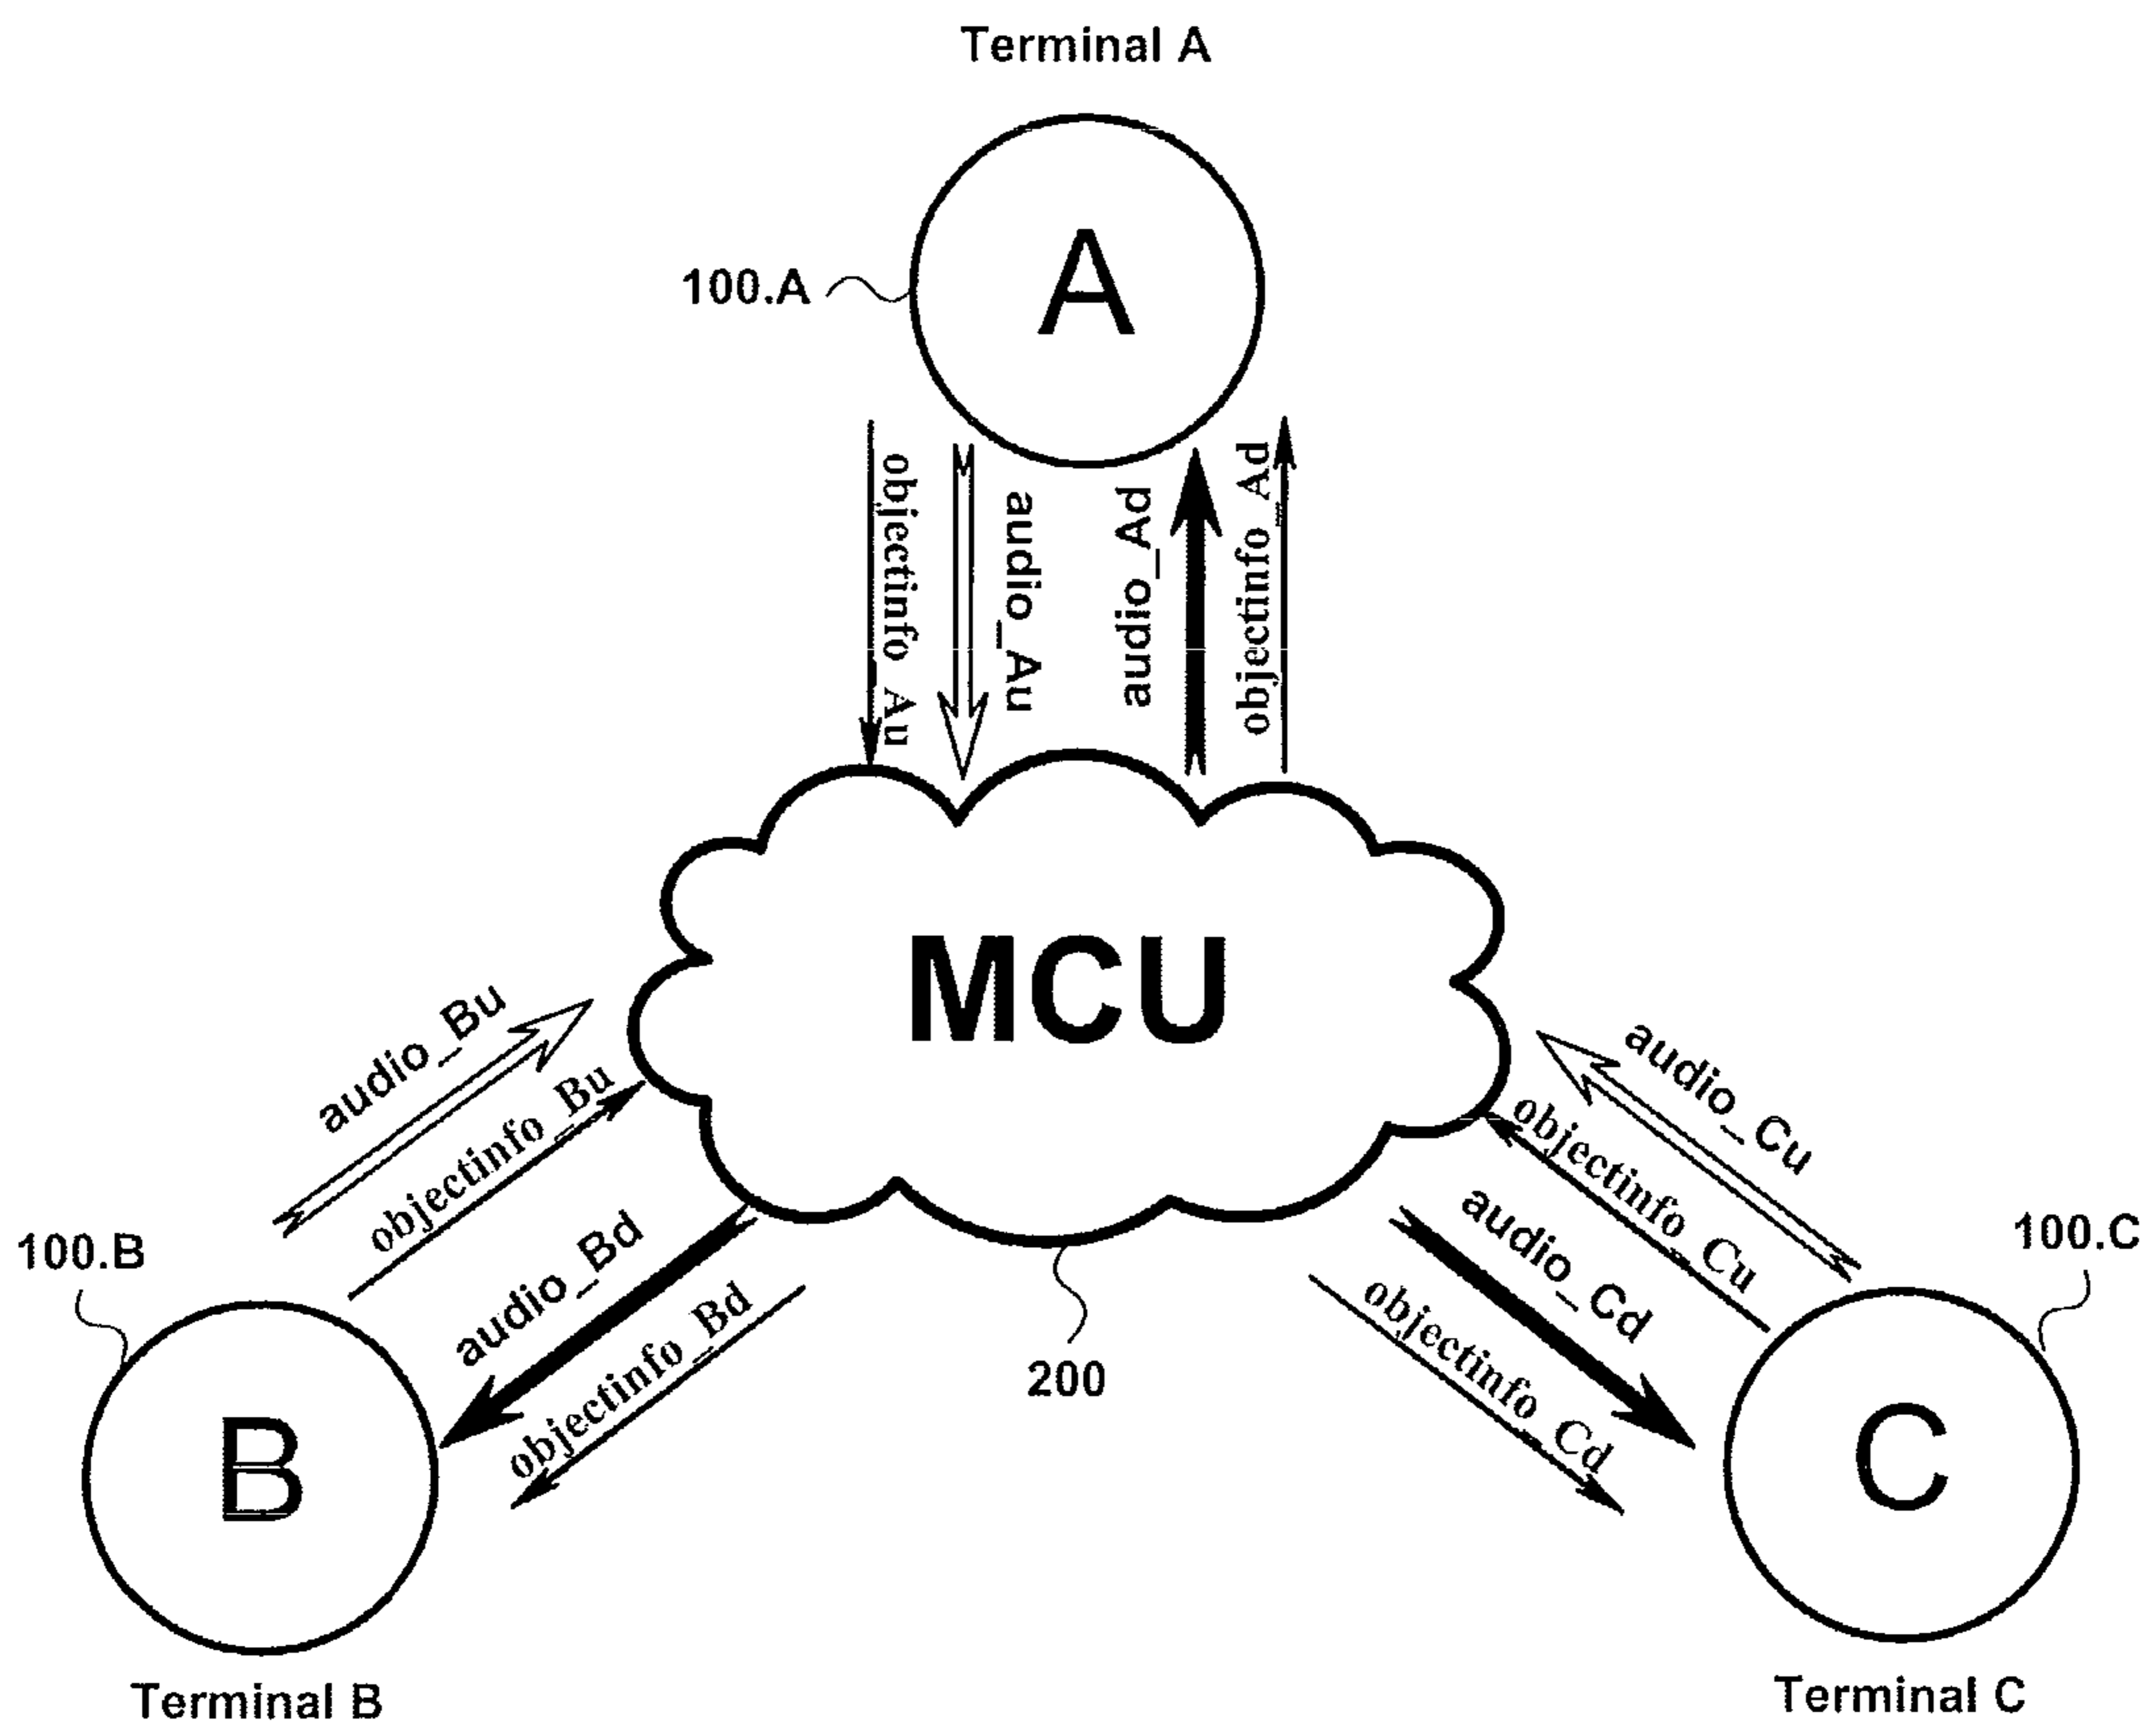 Terminal A
A
100.A
objectinfo_Au
audio_Au
audio_Ad
objectinfo_Ad
MCU
audio_Bu
objectinfo_Bu
audio_Bd
objectinfo_Bd
audio_Cu
objectinfo_Cu
audio_Cd
objectinfo_Cd
100.B
100.C
200
B
C
Terminal B
Terminal C